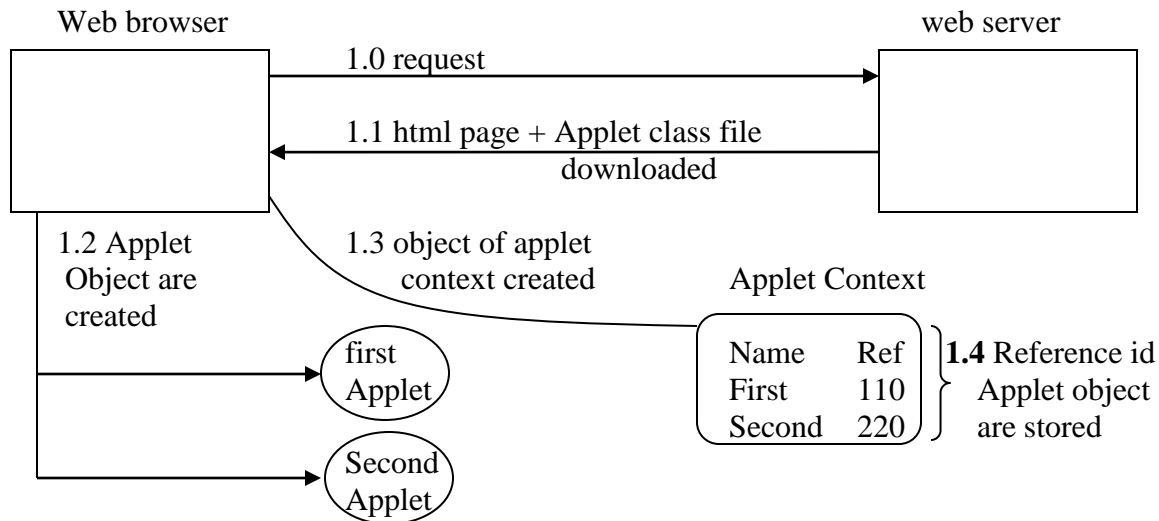 Web browser
web server
1.0 request
1.1 html page + Applet class file
downloaded
1.2 Applet
Object are
created
1.3 object of applet
context created
Applet Context
Name Ref
First 110
Second 220
1.4 Reference id
Applet object
are stored
first
Applet
Second
Applet